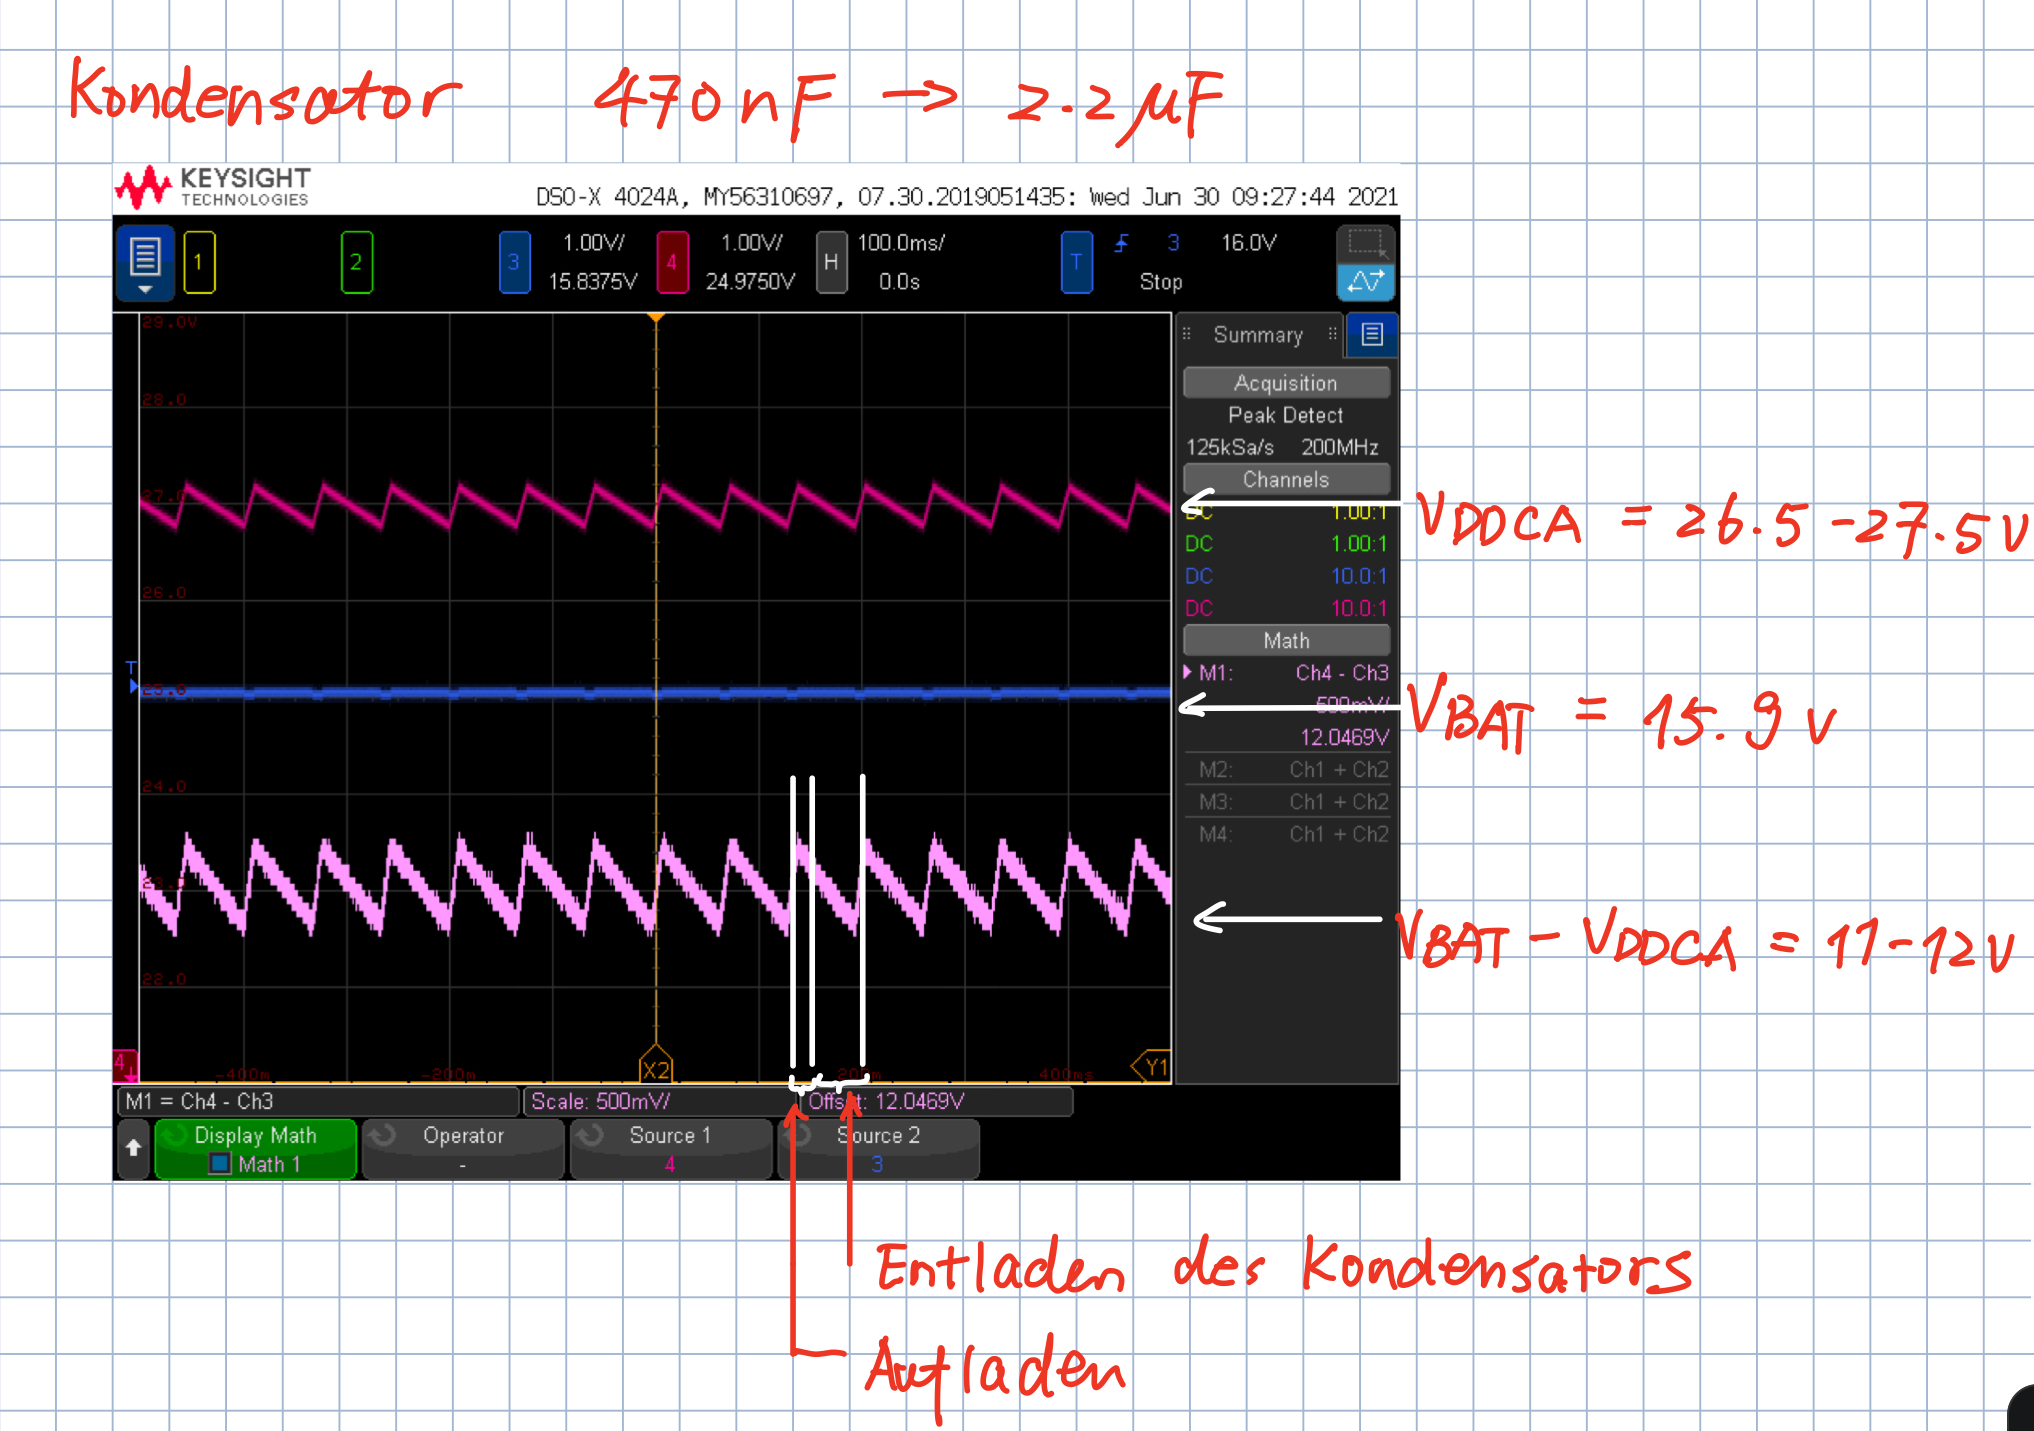 Kondensator 470nF → 2.2μF
KEYSIGHT
TECHNOLOGIES
DSO-X 4024A, MY56310697, 07.30.2019051435: Wed Jun 30 09:27:44 2021
1 2 3 1.00V/ 4 1.00V/ H 100.0ms/ T 3 16.0V
15.8375V 24.9750V 0.0s Stop
29.0V
28.0
27.0
26.0
T
25.0
24.0
23.0
22.0
4
-400m -200m X2 200m 400ms Y1
Summary
Acquisition
Peak Detect
125kSa/s 200MHz
Channels
DC 1.00:1
DC 1.00:1
DC 10.0:1
DC 10.0:1
Math
M1: Ch4 - Ch3
500mV/
12.0469V
M2: Ch1 + Ch2
M3: Ch1 + Ch2
M4: Ch1 + Ch2
VDDCA = 26.5 - 27.5V
VBAT = 15.9 V
VBAT - VDDCA = 11-12V
M1 = Ch4 - Ch3 Scale: 500mV/ Offset: 12.0469V
Display Math Operator Source 1 Source 2
Math 1 - 4 3
Entladen des Kondensators
Aufladen